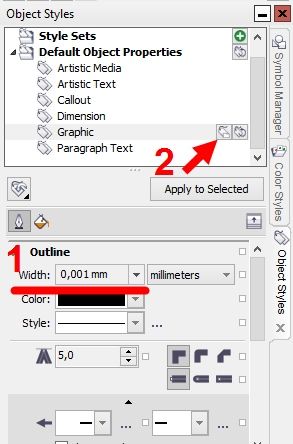 Object Styles
Style Sets
Default Object Properties
Artistic Media
Artistic Text
Callout
Dimension
Graphic
Paragraph Text
2
Apply to Selected
1
Outline
Width: 0,001 mm millimeters
Color:
Style: ...
5,0
...
Symbol Manager
Color Styles
Object Styles